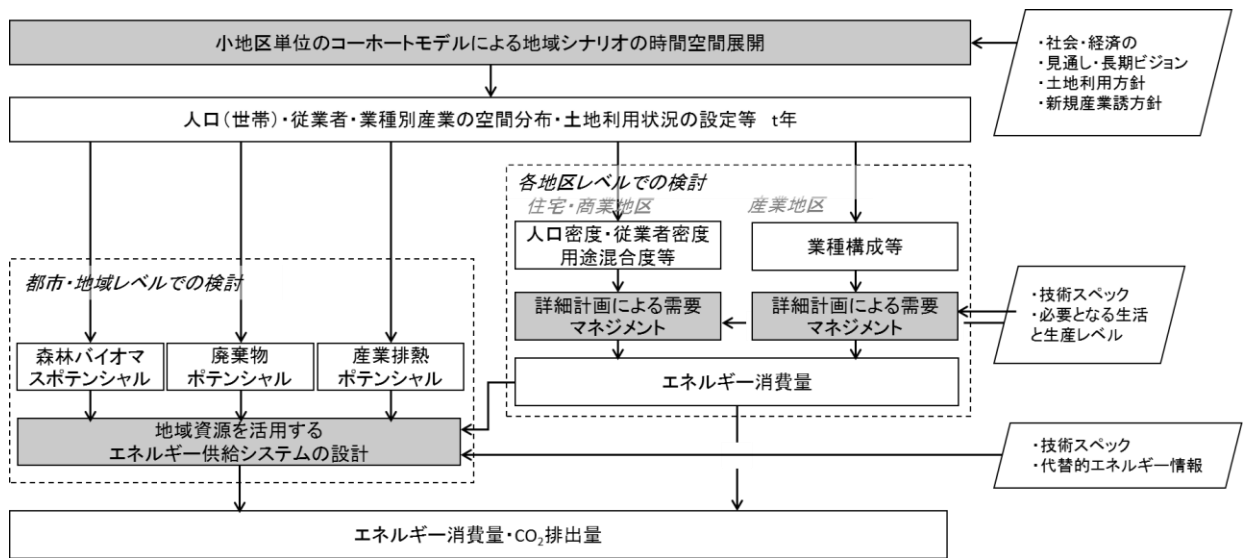 小地区単位のコーホートモデルによる地域シナリオの時間空間展開
・社会・経済の
・見通し・長期ビジョン
・土地利用方針
・新規産業誘方針
人口(世帯)・従業者・業種別産業の空間分布・土地利用状況の設定等 t年
各地区レベルでの検討
住宅・商業地区
産業地区
人口密度・従業者密度
用途混合度等
業種構成等
都市・地域レベルでの検討
詳細計画による需要
マネジメント
詳細計画による需要
マネジメント
・技術スペック
・必要となる生活
と生産レベル
森林バイオマ
スポテンシャル
廃棄物
ポテンシャル
産業排熱
ポテンシャル
エネルギー消費量
地域資源を活用する
エネルギー供給システムの設計
・技術スペック
・代替的エネルギー情報
エネルギー消費量・CO₂排出量